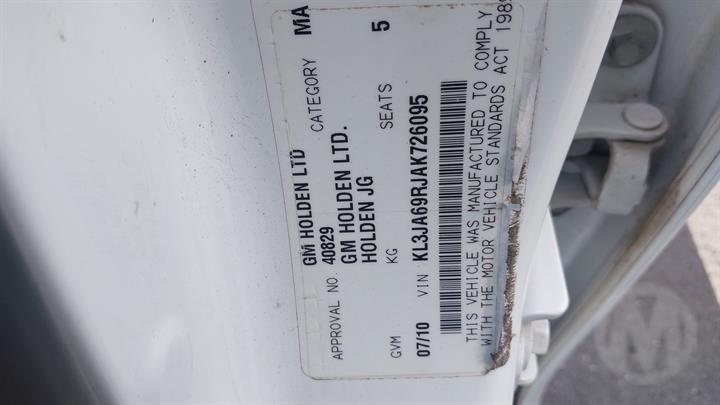 GM HOLDEN LTD
APPROVAL NO. 40829 CATEGORY MA
GM HOLDEN LTD.
HOLDEN JG
GVM KG SEATS 5
07/10 VIN KL3JA69RJAK726095
THIS VEHICLE WAS MANUFACTURED TO COMPLY
WITH THE MOTOR VEHICLE STANDARDS ACT 1989
M